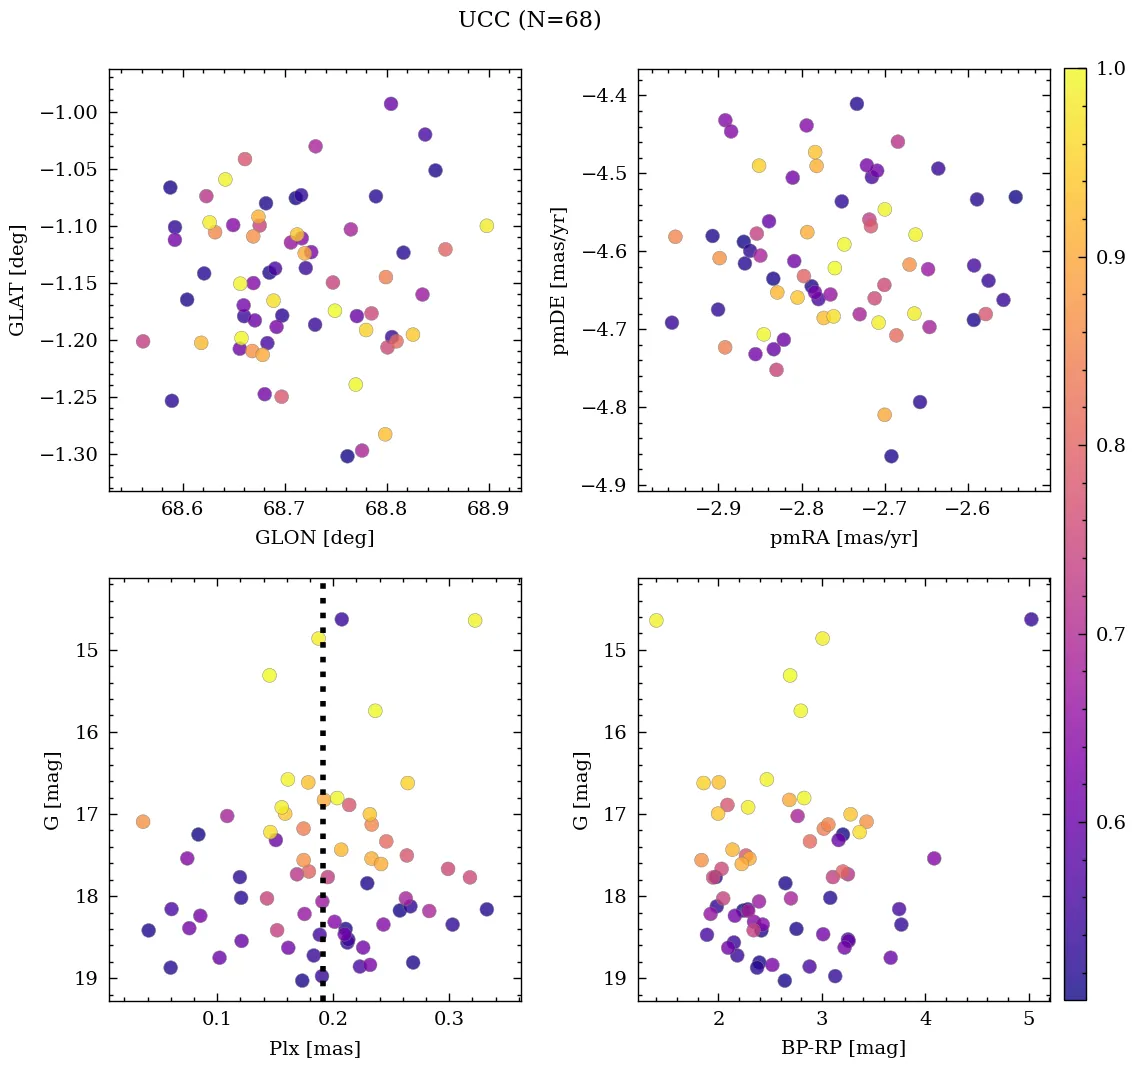 UCC (N=68)
−1.00
−1.05
−1.10
−1.15
−1.20
−1.25
−1.30
GLAT [deg]
68.6 68.7 68.8 68.9
GLON [deg]
−4.4
−4.5
−4.6
−4.7
−4.8
−4.9
pmDE [mas/yr]
−2.9 −2.8 −2.7 −2.6
pmRA [mas/yr]
15
16
17
18
19
G [mag]
0.1 0.2 0.3
Plx [mas]
15
16
17
18
19
G [mag]
2 3 4 5
BP-RP [mag]
1.0
0.9
0.8
0.7
0.6